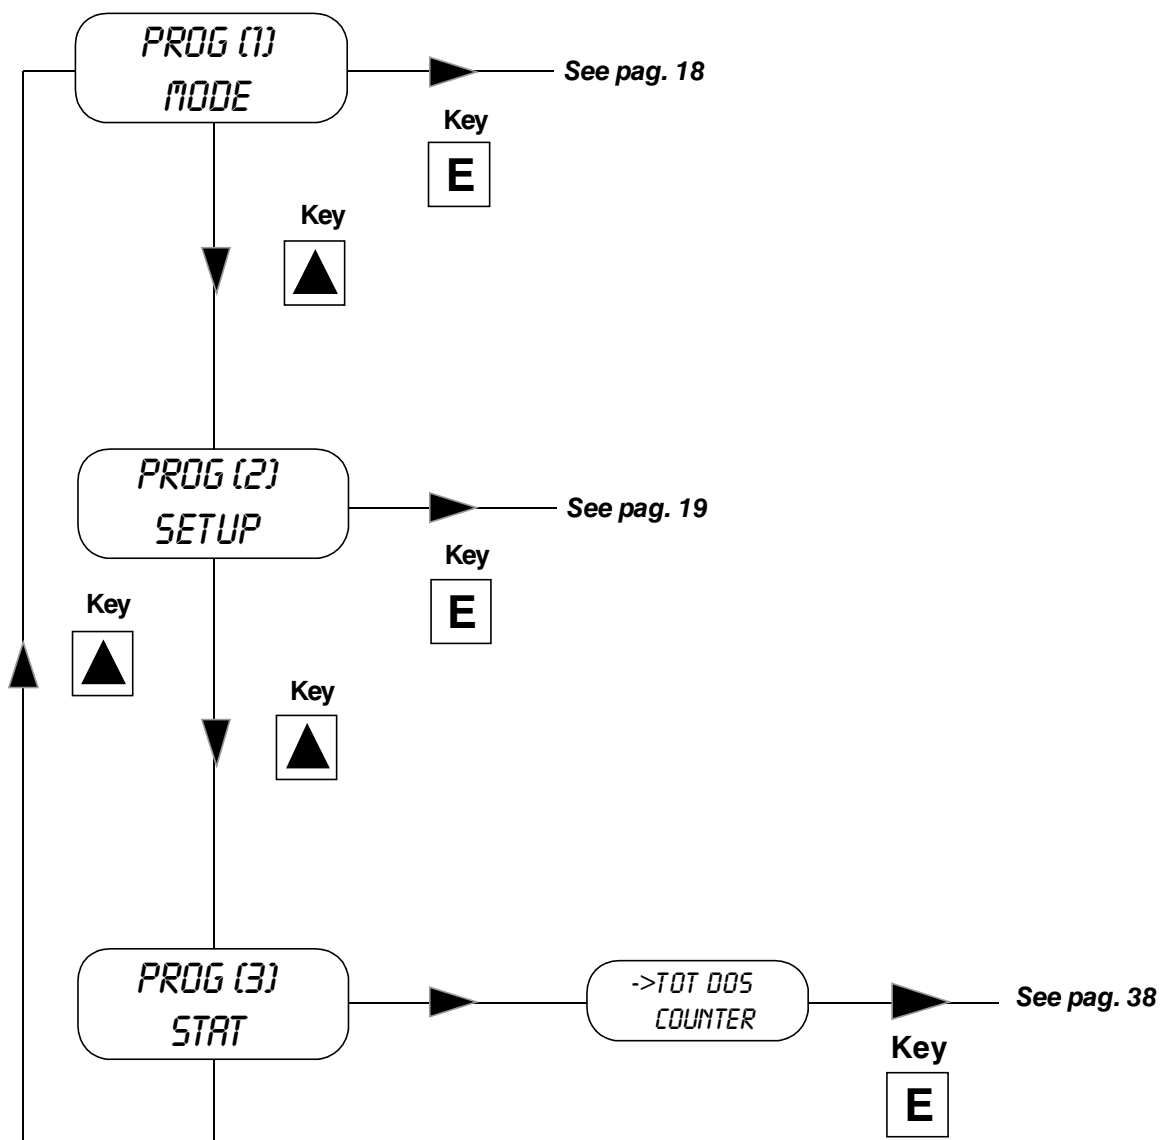 PROG (1)
MODE
See pag. 18
Key
E
Key
PROG (2)
SETUP
See pag. 19
Key
E
Key
Key
PROG (3)
STAT
->TOT DOS
COUNTER
See pag. 38
Key
E